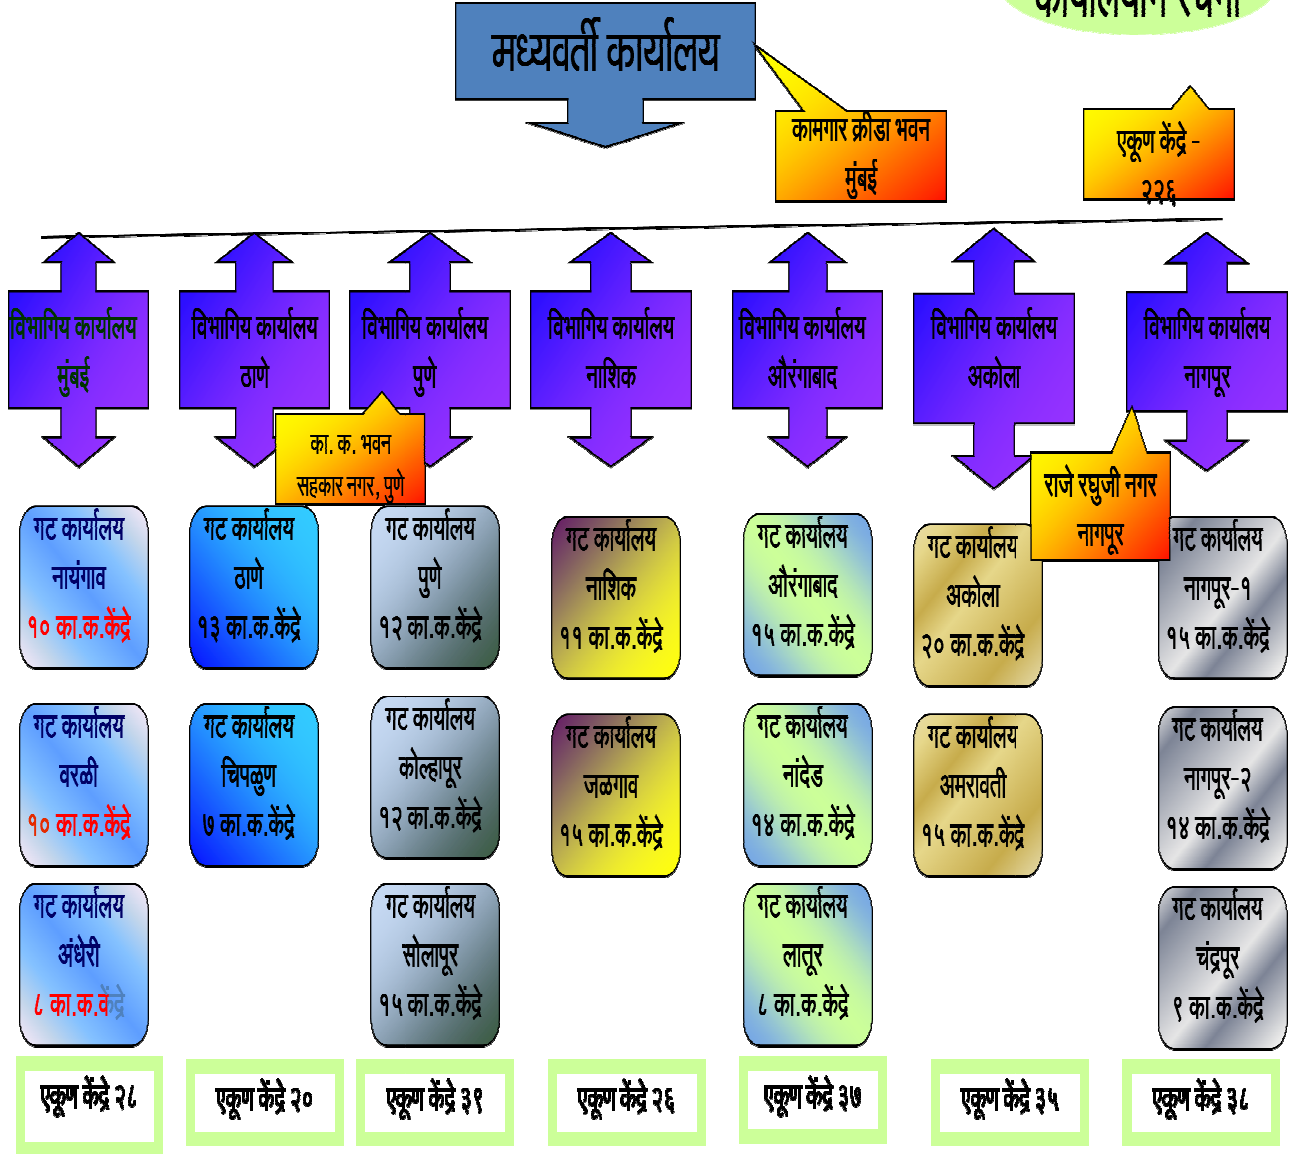 कार्यालयीन रचना
मध्यवर्ती कार्यालय
कामगार क्रीडा भवन
मुंबई
एकूण केंद्रे -
२२६
विभागिय कार्यालय
मुंबई
विभागिय कार्यालय
ठाणे
विभागिय कार्यालय
पुणे
विभागिय कार्यालय
नाशिक
विभागिय कार्यालय
औरंगाबाद
विभागिय कार्यालय
अकोला
विभागिय कार्यालय
नागपूर
का. क. भवन
सहकार नगर, पुणे
राजे रघुजी नगर
नागपूर
गट कार्यालय
नायंगाव
१० का.क.केंद्रे
गट कार्यालय
ठाणे
१३ का.क.केंद्रे
गट कार्यालय
पुणे
१२ का.क.केंद्रे
गट कार्यालय
नाशिक
११ का.क.केंद्रे
गट कार्यालय
औरंगाबाद
१५ का.क.केंद्रे
गट कार्यालय
अकोला
२० का.क.केंद्रे
गट कार्यालय
नागपूर-१
१५ का.क.केंद्रे
गट कार्यालय
वरळी
१० का.क.केंद्रे
गट कार्यालय
चिपळुण
७ का.क.केंद्रे
गट कार्यालय
कोल्हापूर
१२ का.क.केंद्रे
गट कार्यालय
जळगाव
१५ का.क.केंद्रे
गट कार्यालय
नांदेड
१४ का.क.केंद्रे
गट कार्यालय
अमरावती
१५ का.क.केंद्रे
गट कार्यालय
नागपूर-२
१४ का.क.केंद्रे
गट कार्यालय
अंधेरी
८ का.क.केंद्रे
गट कार्यालय
सोलापूर
१५ का.क.केंद्रे
गट कार्यालय
लातूर
८ का.क.केंद्रे
गट कार्यालय
चंद्रपूर
९ का.क.केंद्रे
एकूण केंद्रे २८
एकूण केंद्रे २०
एकूण केंद्रे ३९
एकूण केंद्रे २६
एकूण केंद्रे ३७
एकूण केंद्रे ३५
एकूण केंद्रे ३८